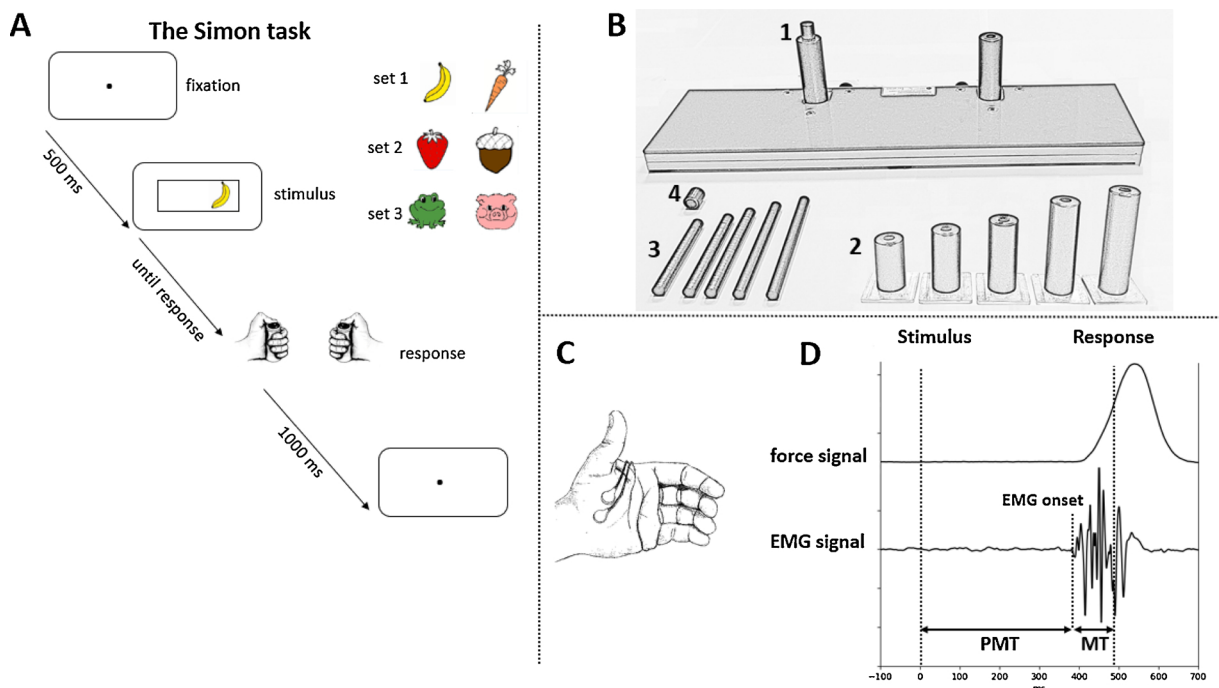 A
The Simon task
fixation
500 ms
stimulus
until response
response
1000 ms
set 1
set 2
set 3
B
1
2
3
4
C
D
Stimulus
Response
force signal
EMG onset
EMG signal
PMT
MT
−100
0
100
200
300
400
500
600
700